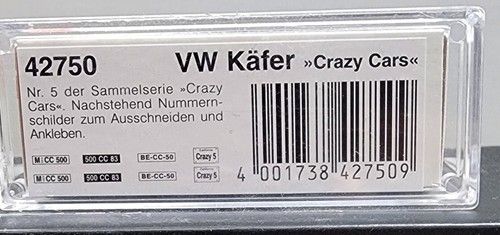 42750 VW Käfer »Crazy Cars«
Nr. 5 der Sammelserie »Crazy
Cars«. Nachstehend Nummern-
schilder zum Ausschneiden und
Ankleben.
M CC 500 500 CC 83 BE-CC-50 Crazy 5
M CC 500 500 CC 83 BE-CC-50 Crazy 5
4 001738 427509